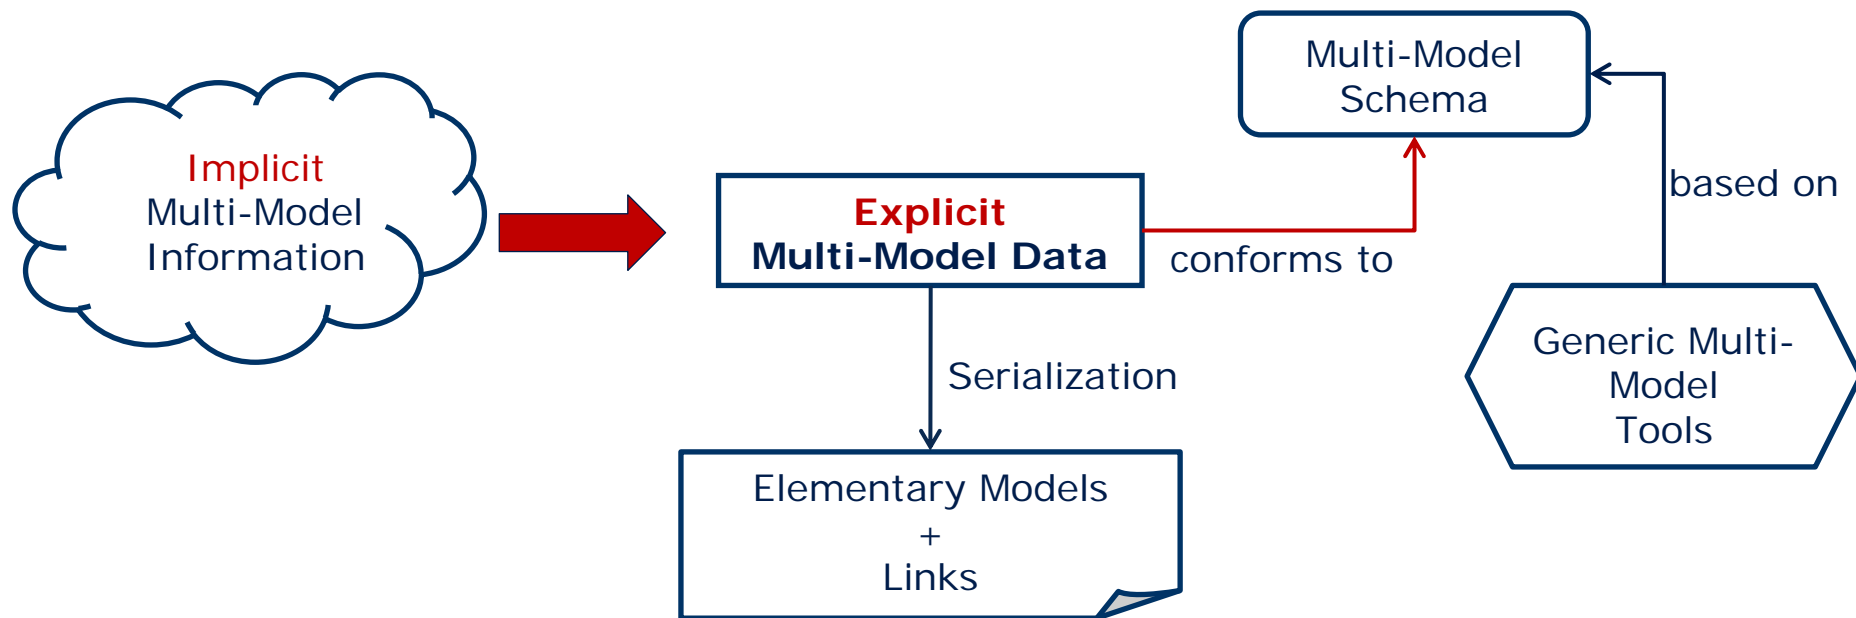 Implicit
Multi-Model
Information
Explicit
Multi-Model Data
conforms to
Multi-Model
Schema
based on
Generic Multi-
Model
Tools
Serialization
Elementary Models
+
Links